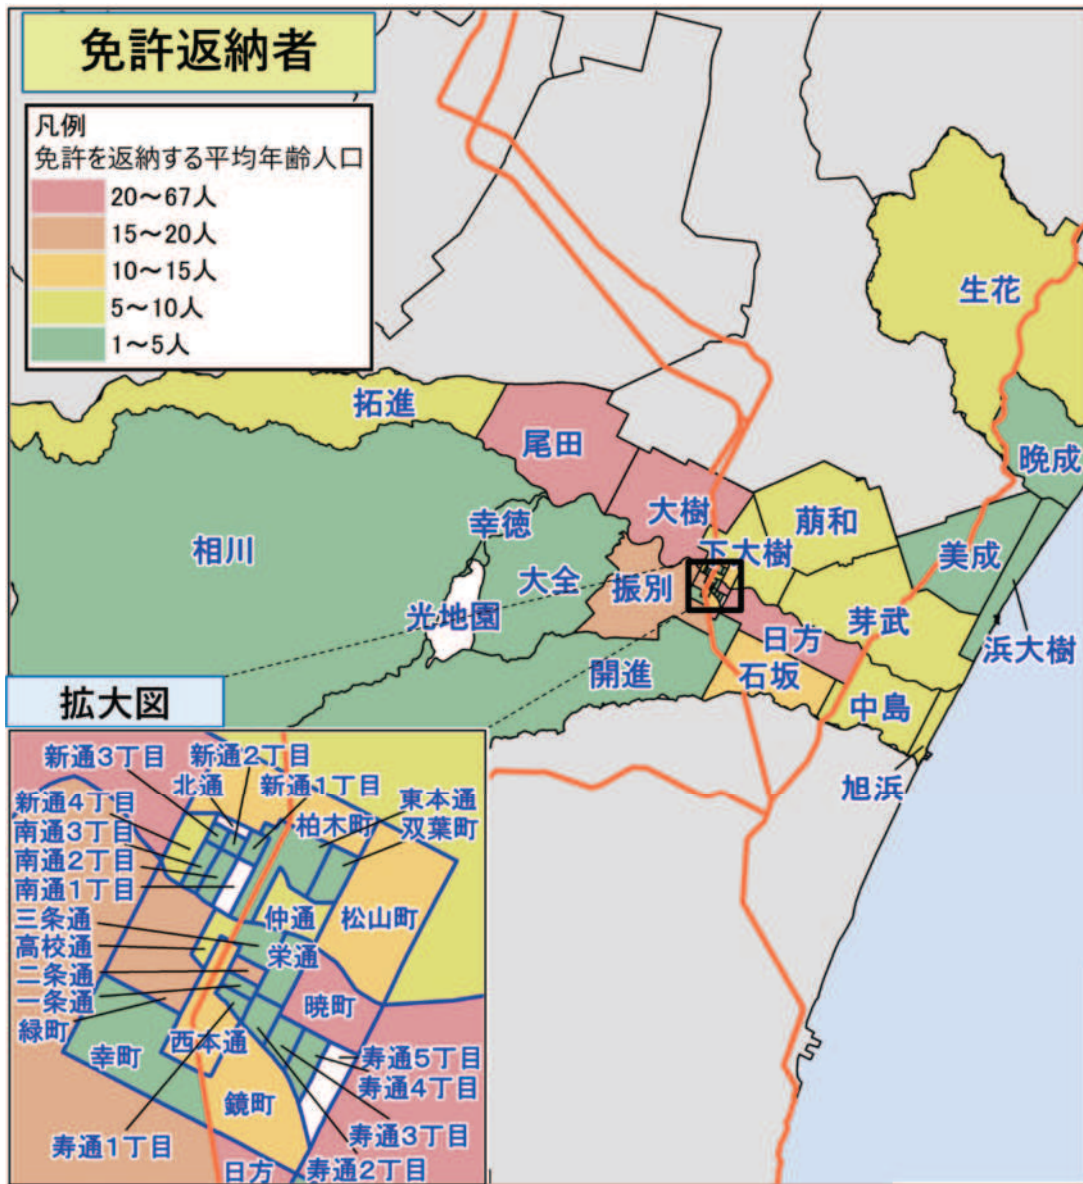 免許返納者
凡例
免許を返納する平均年齢人口
20～67人
15～20人
10～15人
5～10人
1～5人
生花
拓進
晩成
尾田
大樹
萠和
幸徳
下大樹
美成
相川
大全
振別
光地園
芽武
日方
浜大樹
開進
石坂
中島
旭浜
拡大図
新通3丁目
新通2丁目
北通
新通1丁目
新通4丁目
東本通
柏木町
南通3丁目
双葉町
南通2丁目
南通1丁目
三条通
仲通
松山町
高校通
栄通
二条通
一条通
暁町
緑町
西本通
幸町
寿通5丁目
寿通4丁目
鏡町
寿通3丁目
寿通1丁目
日方
寿通2丁目